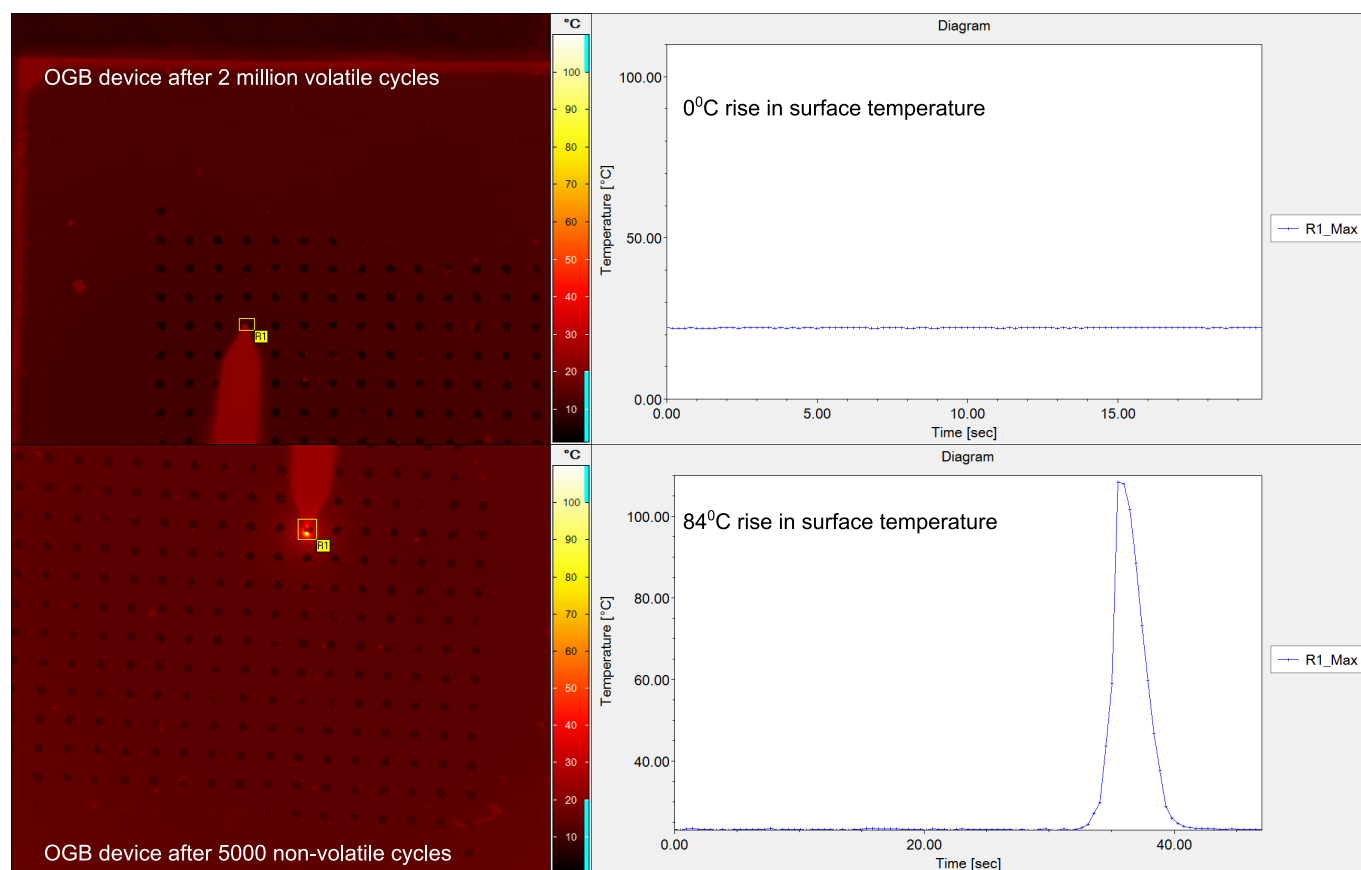 OGB device after 2 million volatile cycles
R1
°C
100
90
80
70
60
50
40
30
20
10
Diagram
0⁰C rise in surface temperature
Temperature [°C]
100.00
50.00
0.00
0.00 5.00 10.00 15.00
Time [sec]
R1_Max
R1
OGB device after 5000 non-volatile cycles
°C
100
90
80
70
60
50
40
30
20
10
Diagram
84⁰C rise in surface temperature
Temperature [°C]
100.00
80.00
60.00
40.00
0.00 20.00 40.00
Time [sec]
R1_Max